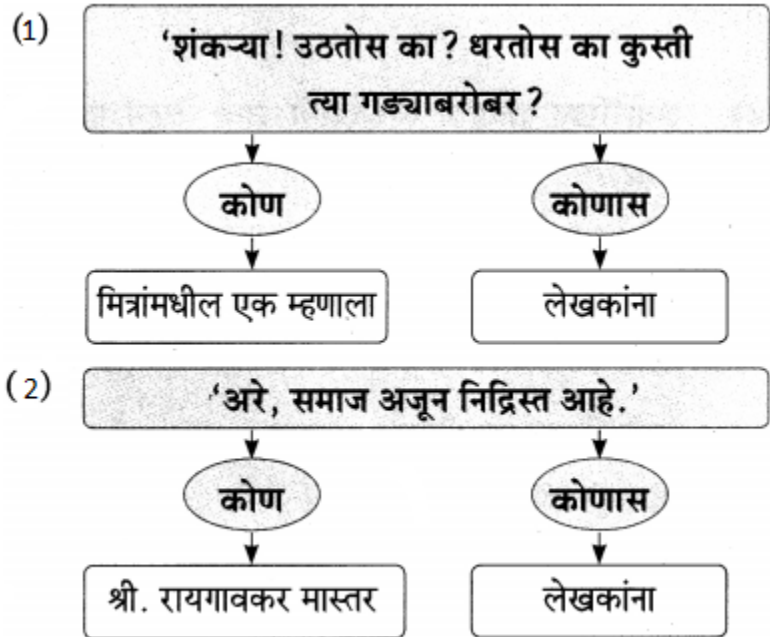 (1)
'शंकऱ्या! उठतोस का? धरतोस का कुस्ती
त्या गड्याबरोबर?
कोण कोणास
मित्रांमधील एक म्हणाला लेखकांना
(2)
'अरे, समाज अजून निद्रिस्त आहे.'
कोण कोणास
श्री. रायगावकर मास्तर लेखकांना